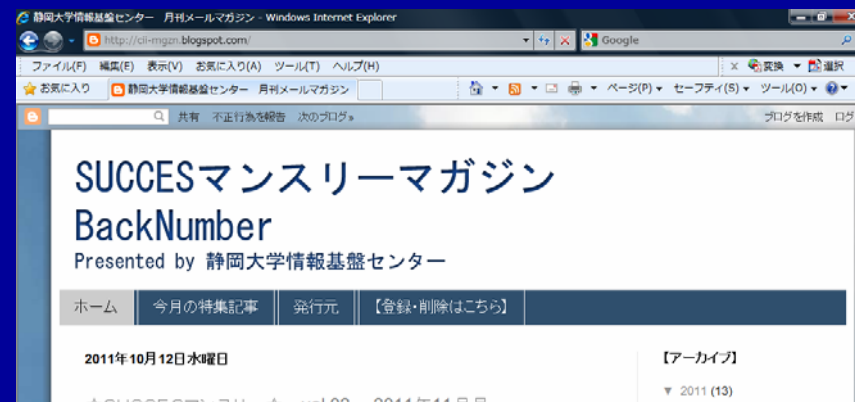 静岡大学情報基盤センター 月刊メールマガジン - Windows Internet Explorer
http://cii-mgzn.blogspot.com/
Google
ファイル(F) 編集(E) 表示(V) お気に入り(A) ツール(T) ヘルプ(H)
x 変換 選択
お気に入り 静岡大学情報基盤センター 月刊メールマガジン
ページ(P) セーフティ(S) ツール(O)
共有 不正行為を報告 次のブログ» ブログを作成 ログ
SUCCESマンスリーマガジン
BackNumber
Presented by 静岡大学情報基盤センター
ホーム 今月の特集記事 発行元 【登録・削除はこちら】
2011年10月12日水曜日
【アーカイブ】
▼ 2011 (13)